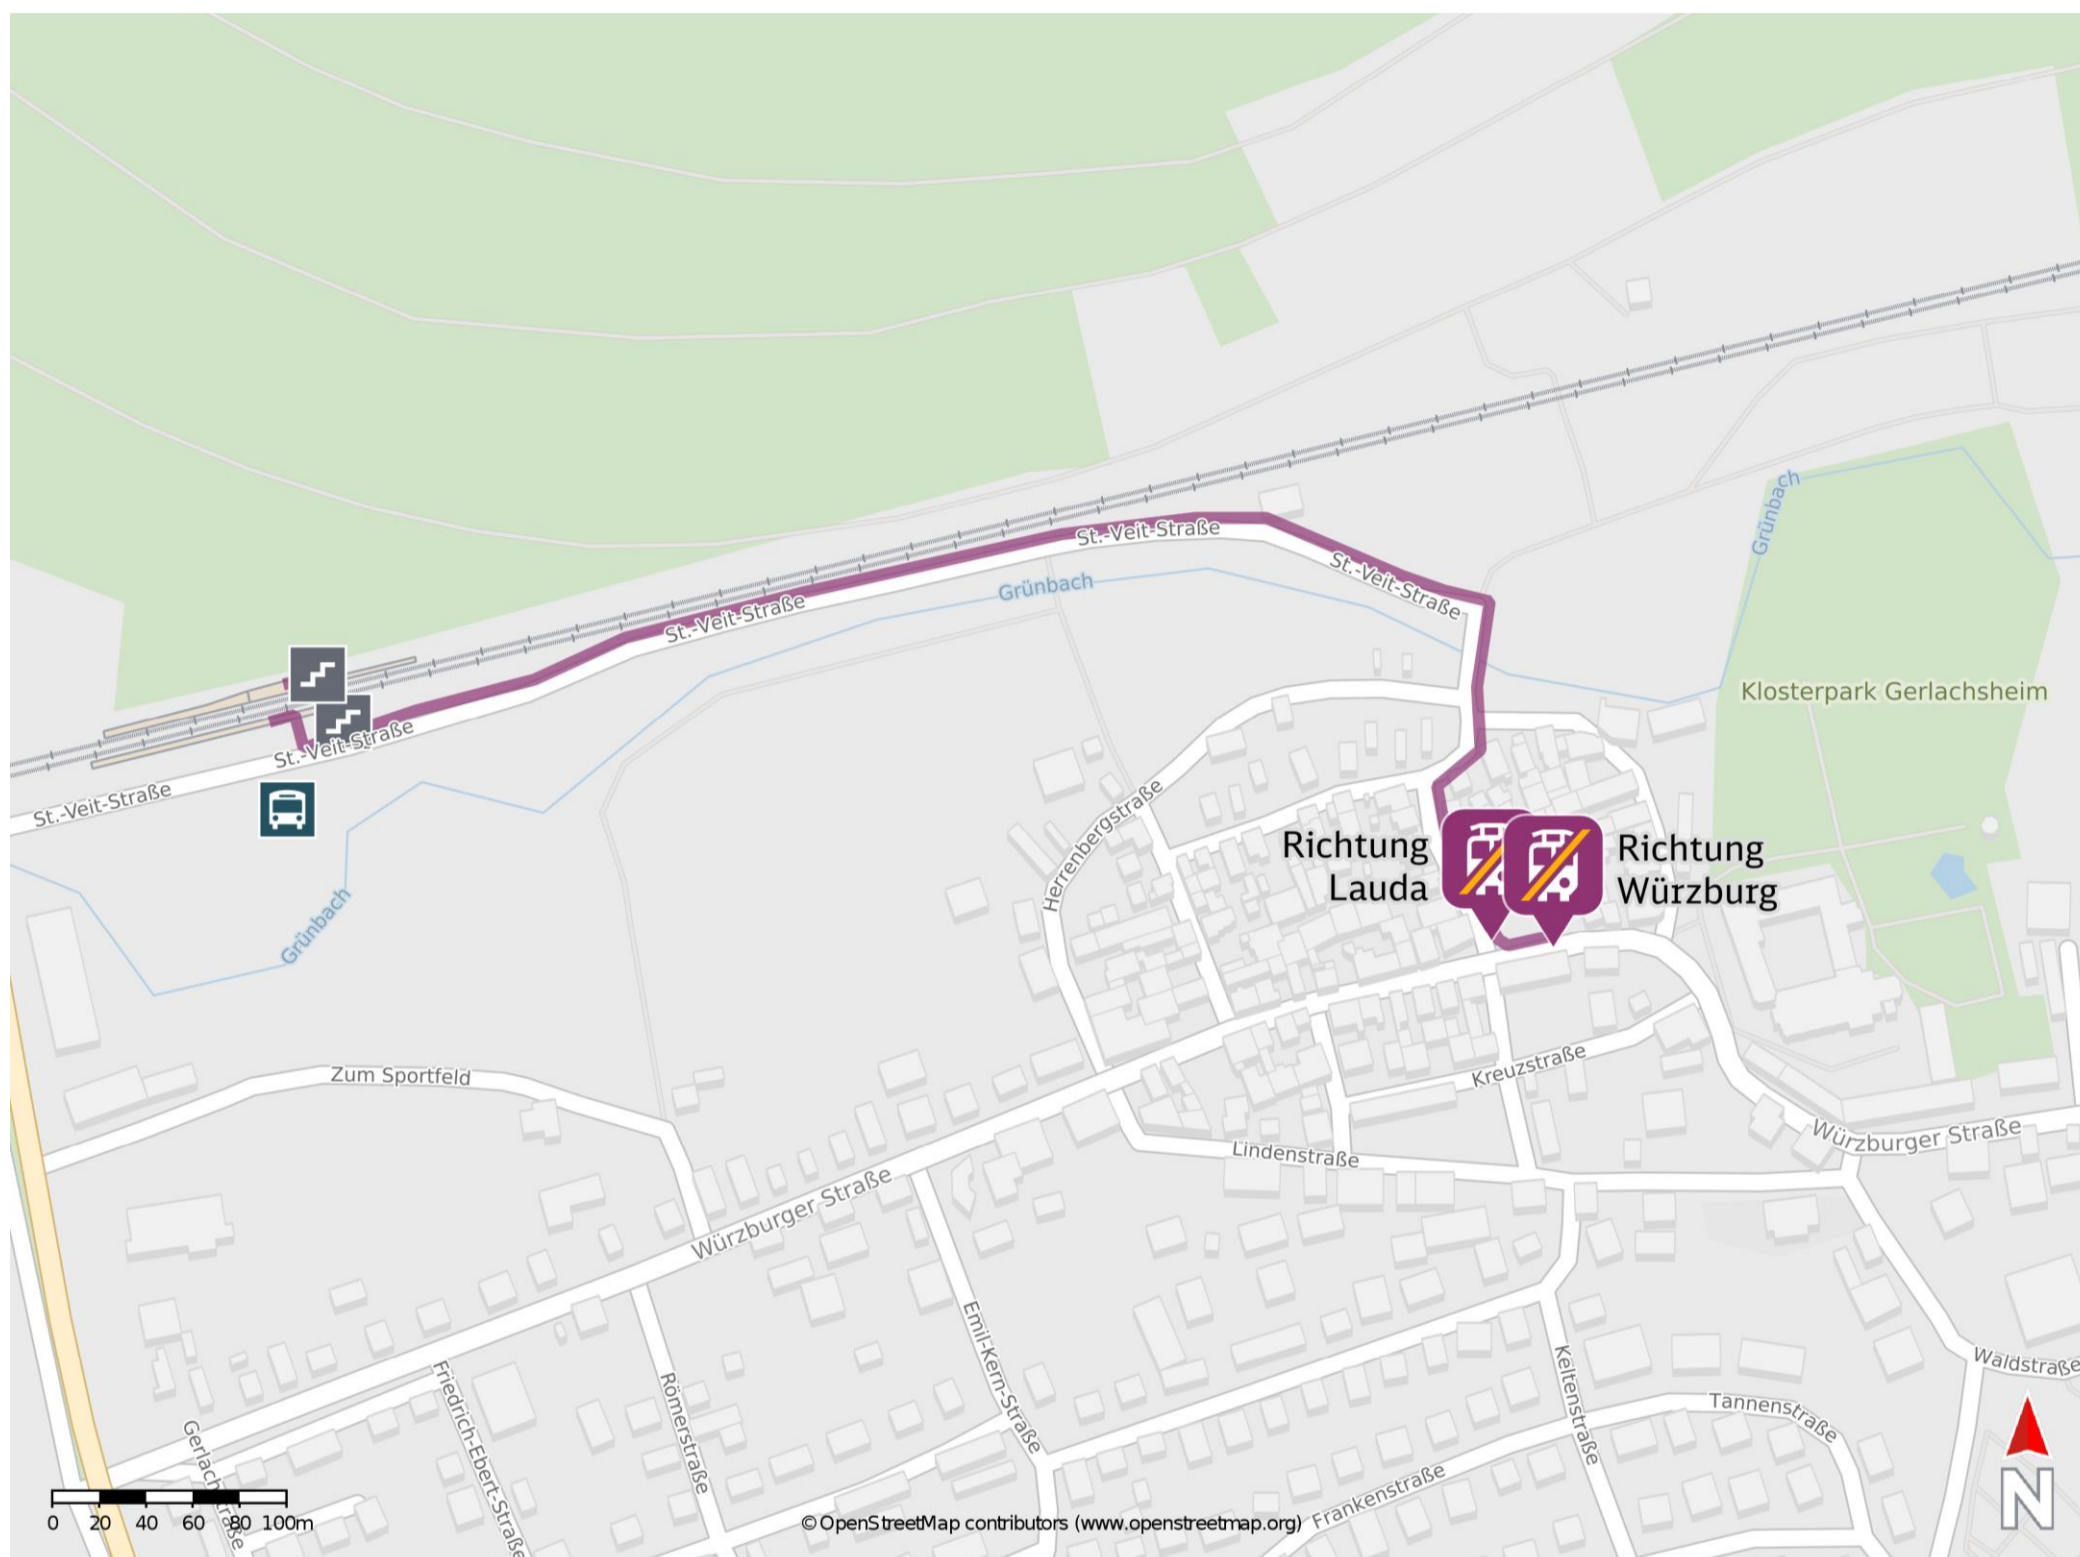 St.-Veit-Straße
St.-Veit-Straße
St.-Veit-Straße
St.-Veit-Straße
St.-Veit-Straße
Grünbach
Grünbach
Grünbach
Klosterpark Gerlachsheim
Herrenbergstraße
Richtung
Lauda
Richtung
Würzburg
Zum Sportfeld
Kreuzstraße
Lindenstraße
Würzburger Straße
Würzburger Straße
Emil-Kern-Straße
Friedrich-Ebert-Straße
Römerstraße
Gerlachstraße
Keltenstraße
Waldstraße
Tannenstraße
Frankenstraße
N
0 20 40 60 80 100m
© OpenStreetMap contributors (www.openstreetmap.org)